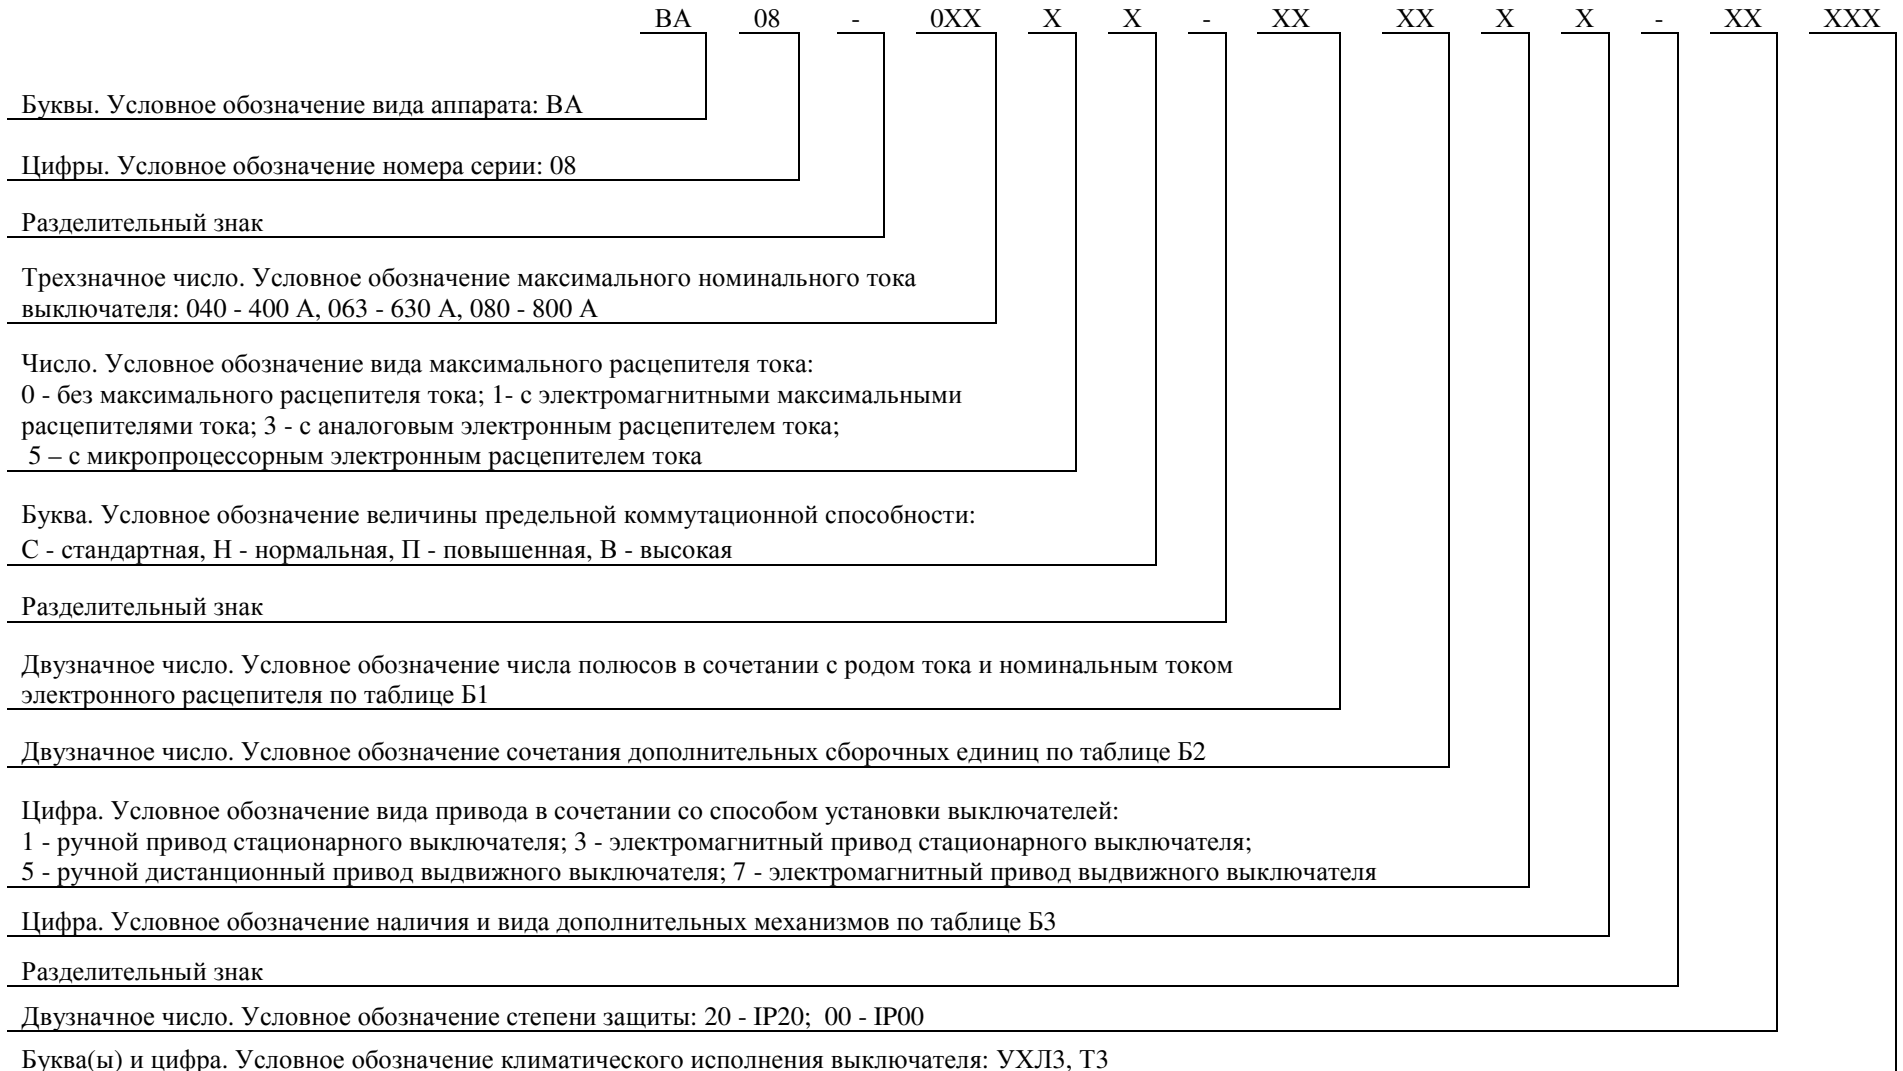 ВА 08 - 0ХХ Х Х - ХХ ХХ Х Х - ХХ ХХХ
Буквы. Условное обозначение вида аппарата: ВА
Цифры. Условное обозначение номера серии: 08
Разделительный знак
Трехзначное число. Условное обозначение максимального номинального тока
выключателя: 040 - 400 А, 063 - 630 А, 080 - 800 А
Число. Условное обозначение вида максимального расцепителя тока:
0 - без максимального расцепителя тока; 1- с электромагнитными максимальными
расцепителями тока; 3 - с аналоговым электронным расцепителем тока;
5 – с микропроцессорным электронным расцепителем тока
Буква. Условное обозначение величины предельной коммутационной способности:
С - стандартная, Н - нормальная, П - повышенная, В - высокая
Разделительный знак
Двузначное число. Условное обозначение числа полюсов в сочетании с родом тока и номинальным током
электронного расцепителя по таблице Б1
Двузначное число. Условное обозначение сочетания дополнительных сборочных единиц по таблице Б2
Цифра. Условное обозначение вида привода в сочетании со способом установки выключателей:
1 - ручной привод стационарного выключателя; 3 - электромагнитный привод стационарного выключателя;
5 - ручной дистанционный привод выдвижного выключателя; 7 - электромагнитный привод выдвижного выключателя
Цифра. Условное обозначение наличия и вида дополнительных механизмов по таблице Б3
Разделительный знак
Двузначное число. Условное обозначение степени защиты: 20 - IP20; 00 - IP00
Буква(ы) и цифра. Условное обозначение климатического исполнения выключателя: УХЛ3, Т3